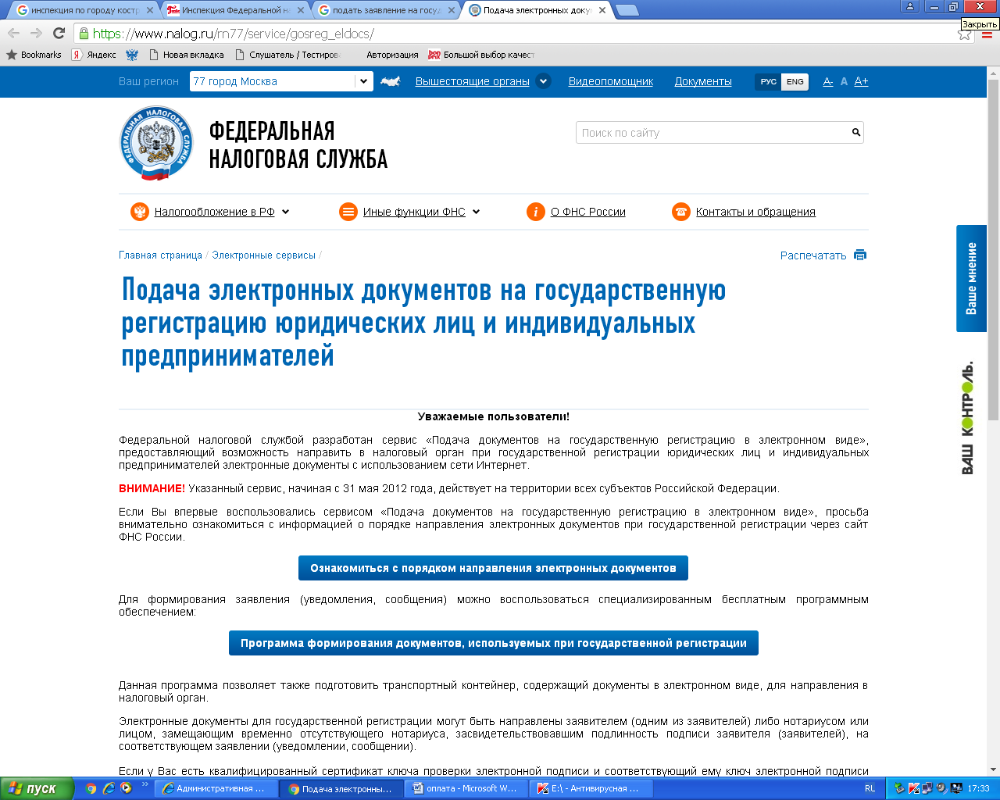 инспекция по городу костр
Инспекция Федеральной н
подать заявление на госуд
Подача электронных доку
Закрыть
https://www.nalog.ru/rn77/service/gosreg_eldocs/
Bookmarks Яндекс Новая вкладка Слушатель / Тестирова Авторизация Большой выбор качест
Ваш регион 77 город Москва Вышестоящие органы Видеопомощник Документы РУС ENG A- A A+
ФЕДЕРАЛЬНАЯ НАЛОГОВАЯ СЛУЖБА
ФЕДЕРАЛЬНАЯ
НАЛОГОВАЯ СЛУЖБА
Поиск по сайту
Налогообложение в РФ Иные функции ФНС О ФНС России Контакты и обращения
Главная страница / Электронные сервисы /
Распечатать
Подача электронных документов на государственную
регистрацию юридических лиц и индивидуальных
предпринимателей
Ваше мнение
ВАШ КОНТРОЛЬ.
Уважаемые пользователи!
Федеральной налоговой службой разработан сервис «Подача документов на государственную регистрацию в электронном виде»,
предоставляющий возможность направить в налоговый орган при государственной регистрации юридических лиц и индивидуальных
предпринимателей электронные документы с использованием сети Интернет.
ВНИМАНИЕ! Указанный сервис, начиная с 31 мая 2012 года, действует на территории всех субъектов Российской Федерации.
Если Вы впервые воспользовались сервисом «Подача документов на государственную регистрацию в электронном виде», просьба
внимательно ознакомиться с информацией о порядке направления электронных документов при государственной регистрации через сайт
ФНС России.
Ознакомиться с порядком направления электронных документов
Для формирования заявления (уведомления, сообщения) можно воспользоваться специализированным бесплатным программным
обеспечением:
Программа формирования документов, используемых при государственной регистрации
Данная программа позволяет также подготовить транспортный контейнер, содержащий документы в электронном виде, для направления в
налоговый орган.
Электронные документы для государственной регистрации могут быть направлены заявителем (одним из заявителей) либо нотариусом или
лицом, замещающим временно отсутствующего нотариуса, засвидетельствовавшим подлинность подписи заявителя (заявителей), на
соответствующем заявлении (уведомлении, сообщении).
Если у Вас есть квалифицированный сертификат ключа проверки электронной подписи и соответствующий ему ключ электронной подписи
пуск
Административная ...
Подача электронны...
оплата - Microsoft W...
E:\ - Антивирусная ...
RL
17:33